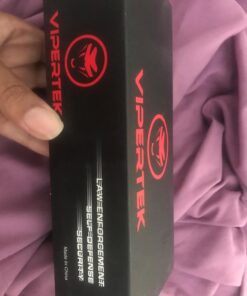 VIPERTEK
VIPERTEK
LAW ENFORCEMENT
SELF-DEFENSE
SECURITY
Made in China